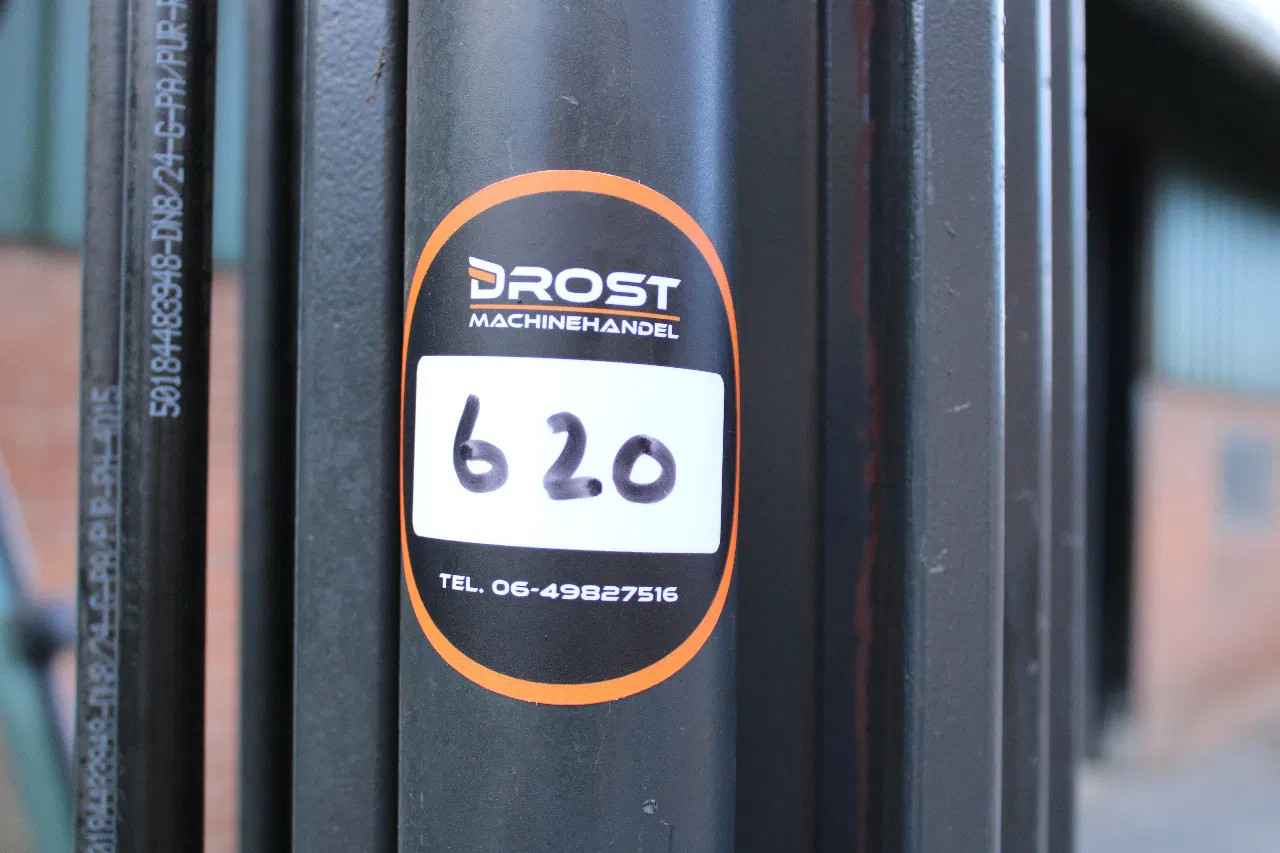 50184483948-DN8/24-G-PA/PUR-
DROST
MACHINEHANDEL
620
TEL. 06-49827516